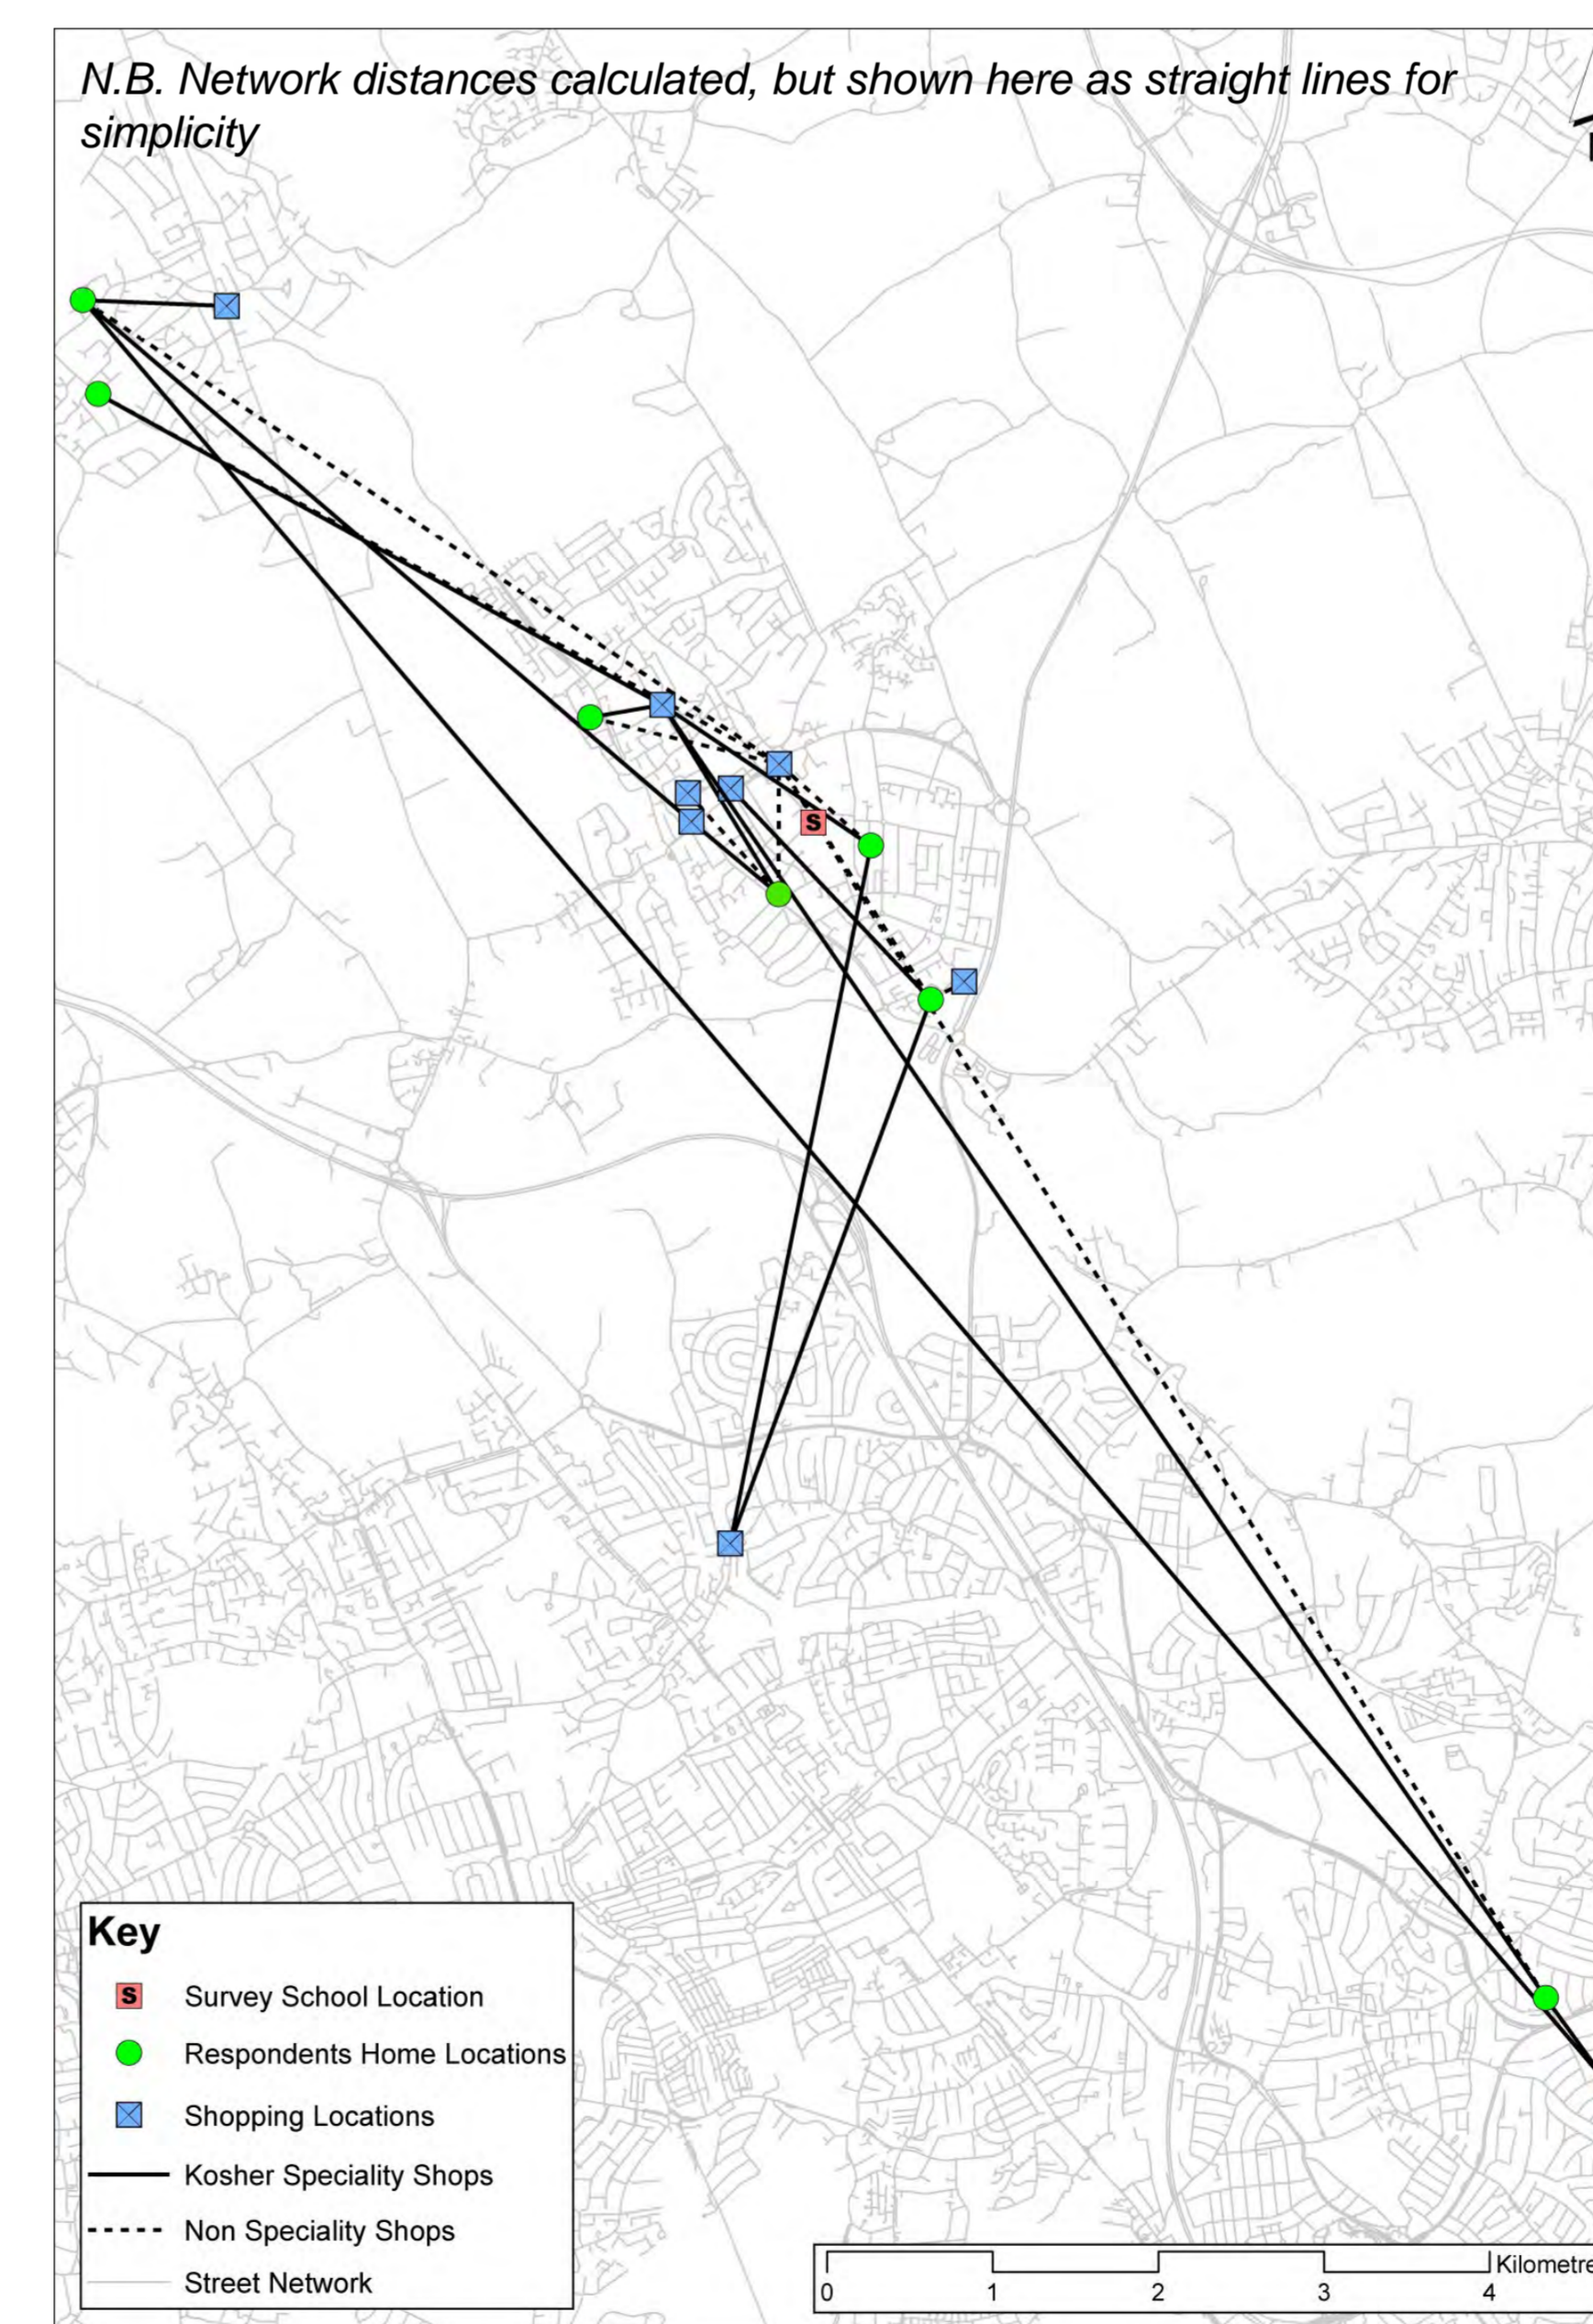 N.B. Network distances calculated, but shown here as straight lines for
simplicity
S
Key
S Survey School Location
Respondents Home Locations
Shopping Locations
Kosher Speciality Shops
Non Speciality Shops
Street Network
Kilometre
0 1 2 3 4